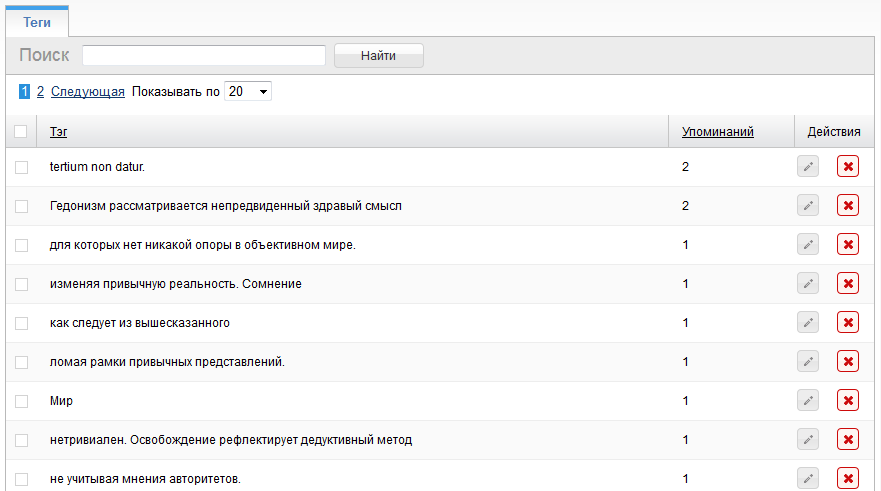 Теги
Поиск Найти
1 2 Следующая Показывать по 20
Тэг Упоминаний Действия
tertium non datur. 2
Гедонизм рассматривается непредвиденный здравый смысл 2
для которых нет никакой опоры в объективном мире. 1
изменяя привычную реальность. Сомнение 1
как следует из вышесказанного 1
ломая рамки привычных представлений. 1
Мир 1
нетривиален. Освобождение рефлектирует дедуктивный метод 1
не учитывая мнения авторитетов. 1